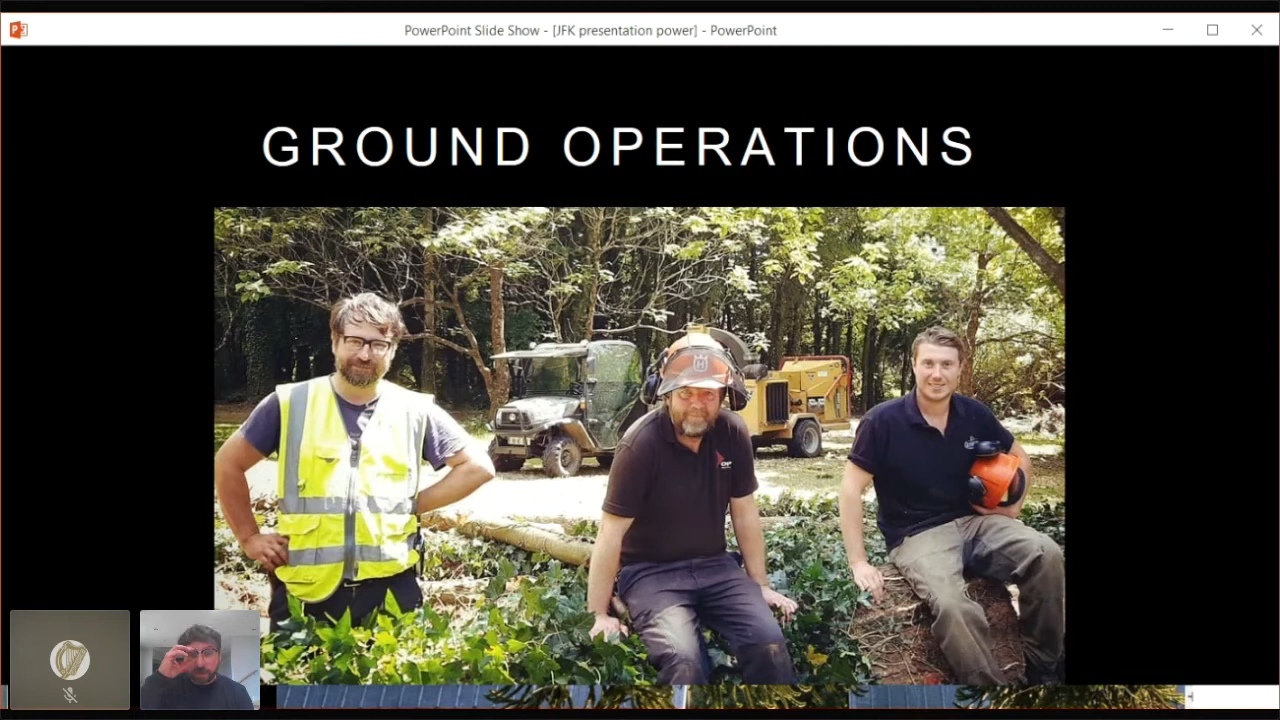 PowerPoint Slide Show - [JFK presentation power] - PowerPoint
GROUND OPERATIONS